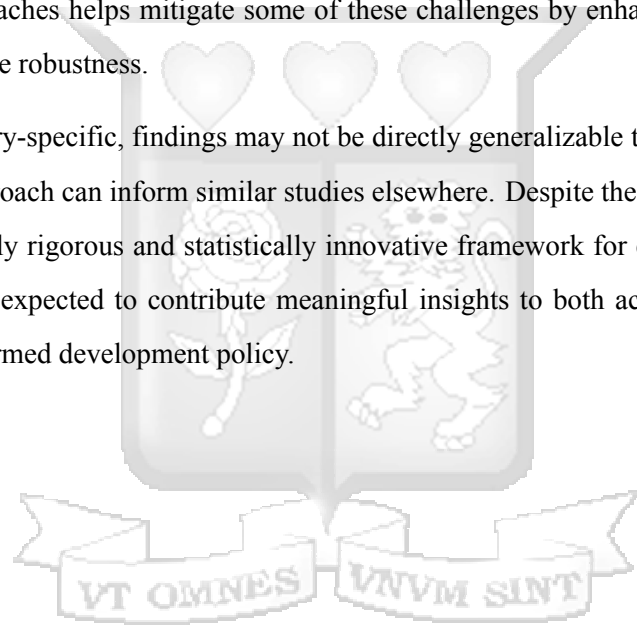 aches helps mitigate some of these challenges by enha
e robustness.
ry-specific, findings may not be directly generalizable t
oach can inform similar studies elsewhere. Despite the
ly rigorous and statistically innovative framework for
expected to contribute meaningful insights to both ac
rmed development policy.
VT OMNES VNVM SINT